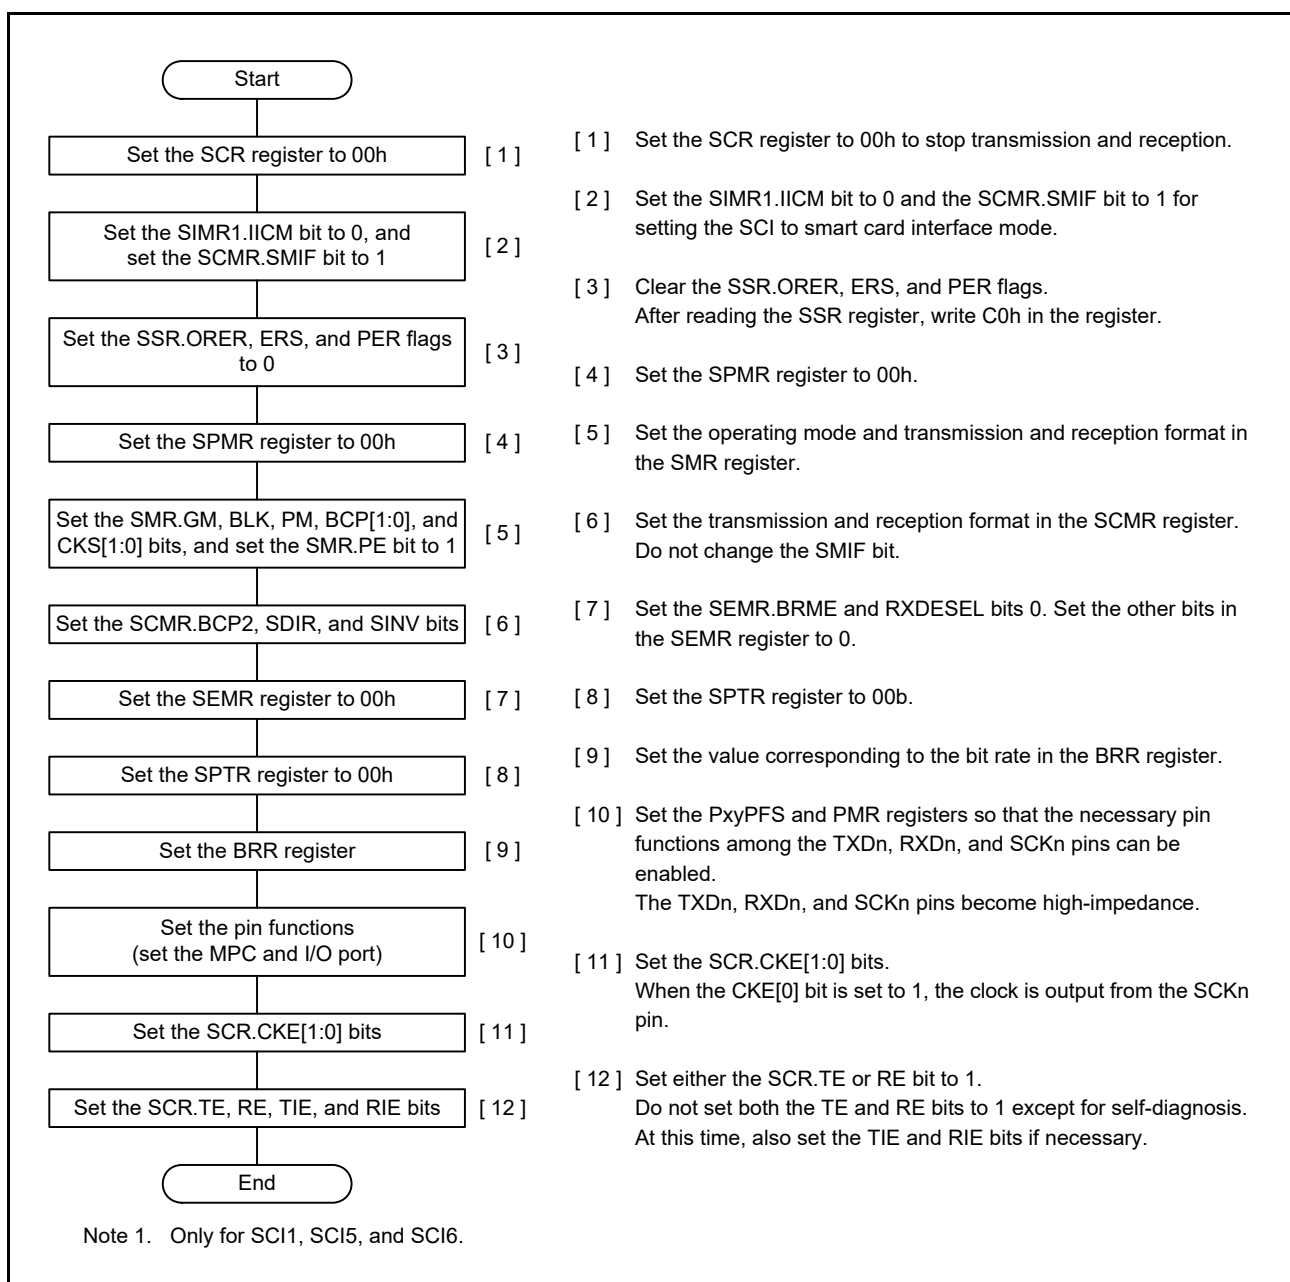 Start
Set the SCR register to 00h
[ 1 ]
Set the SIMR1.IICM bit to 0, and
set the SCMR.SMIF bit to 1
[ 2 ]
Set the SSR.ORER, ERS, and PER flags
to 0
[ 3 ]
Set the SPMR register to 00h
[ 4 ]
Set the SMR.GM, BLK, PM, BCP[1:0], and
CKS[1:0] bits, and set the SMR.PE bit to 1
[ 5 ]
Set the SCMR.BCP2, SDIR, and SINV bits
[ 6 ]
Set the SEMR register to 00h
[ 7 ]
Set the SPTR register to 00h
[ 8 ]
Set the BRR register
[ 9 ]
Set the pin functions
(set the MPC and I/O port)
[ 10 ]
Set the SCR.CKE[1:0] bits
[ 11 ]
Set the SCR.TE, RE, TIE, and RIE bits
[ 12 ]
End
[ 1 ] Set the SCR register to 00h to stop transmission and reception.
[ 2 ] Set the SIMR1.IICM bit to 0 and the SCMR.SMIF bit to 1 for
setting the SCI to smart card interface mode.
[ 3 ] Clear the SSR.ORER, ERS, and PER flags.
After reading the SSR register, write C0h in the register.
[ 4 ] Set the SPMR register to 00h.
[ 5 ] Set the operating mode and transmission and reception format in
the SMR register.
[ 6 ] Set the transmission and reception format in the SCMR register.
Do not change the SMIF bit.
[ 7 ] Set the SEMR.BRME and RXDESEL bits 0. Set the other bits in
the SEMR register to 0.
[ 8 ] Set the SPTR register to 00b.
[ 9 ] Set the value corresponding to the bit rate in the BRR register.
[ 10 ] Set the PxyPFS and PMR registers so that the necessary pin
functions among the TXDn, RXDn, and SCKn pins can be
enabled.
The TXDn, RXDn, and SCKn pins become high-impedance.
[ 11 ] Set the SCR.CKE[1:0] bits.
When the CKE[0] bit is set to 1, the clock is output from the SCKn
pin.
[ 12 ] Set either the SCR.TE or RE bit to 1.
Do not set both the TE and RE bits to 1 except for self-diagnosis.
At this time, also set the TIE and RIE bits if necessary.
Note 1. Only for SCI1, SCI5, and SCI6.